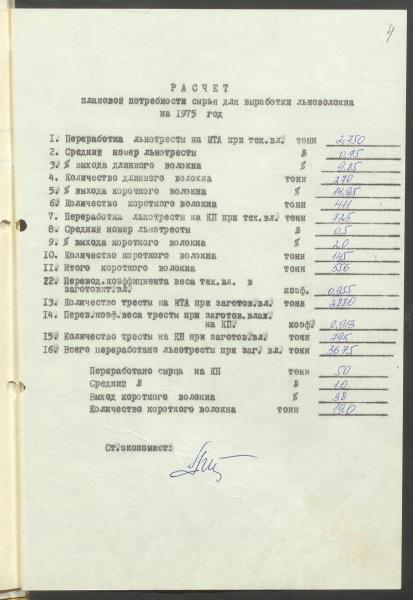 4
РАСЧЕТ
плановой потребности сырья для выработки льноволокна
на 1975 год
1. Переработка льнотресты на МТА при тех.вл. тонн 2.750
2. Средний номер льнотресты № 0,75
3. % выхода длинного волокна % 9.85
4. Количество длинного волокна тонн 270
5. % выхода короткого волокна % 14.95
6. Количество короткого волокна тонн 411
7. Переработка льнотресты на КП при тех.вл. тонн 725
8. Средний номер льнотресты № 0,5
9. % выхода короткого волокна % 20
10. Количество короткого волокна тонн 145
11. Итого короткого волокна тонн 556
12. Перевод.коэффициента веса тех.вл. в
заготовит.вл. коэф. 0,955
13. Количество тресты на МТА при заготов.вл. тонн 2880
14. Перев.коэф.веса тресты при заготов.влаж.
на КП. коэф. 0,913
15. Количество тресты на КП при заготов.вл. тонн 795
16. Всего переработано льнотресты при заг. вл. тонн 3675
Переработано сырца на КП тонн 50
Средний № № 1.0
Выход короткого волокна % 38
Количество короткого волокна тонн 19.0
Ст.экономист: